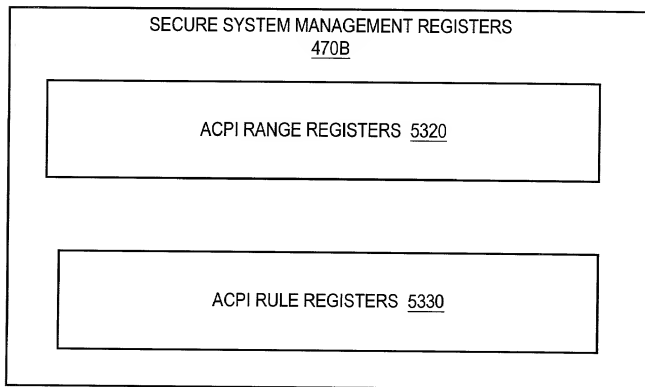 SECURE SYSTEM MANAGEMENT REGISTERS
470B
ACPI RANGE REGISTERS 5320
ACPI RULE REGISTERS 5330